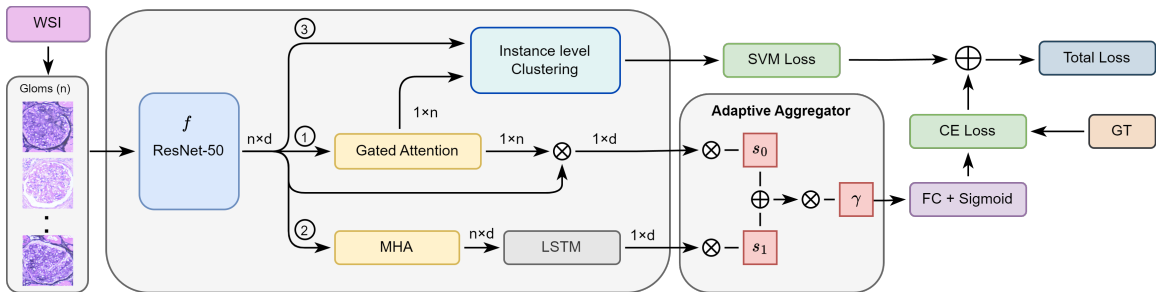 WSI
Gloms (n)
f
ResNet-50
n×d
3
1
2
Instance level
Clustering
1×n
Gated Attention
1×n
1×d
MHA
n×d
LSTM
1×d
SVM Loss
Total Loss
Adaptive Aggregator
s0
s1
γ
CE Loss
GT
FC + Sigmoid